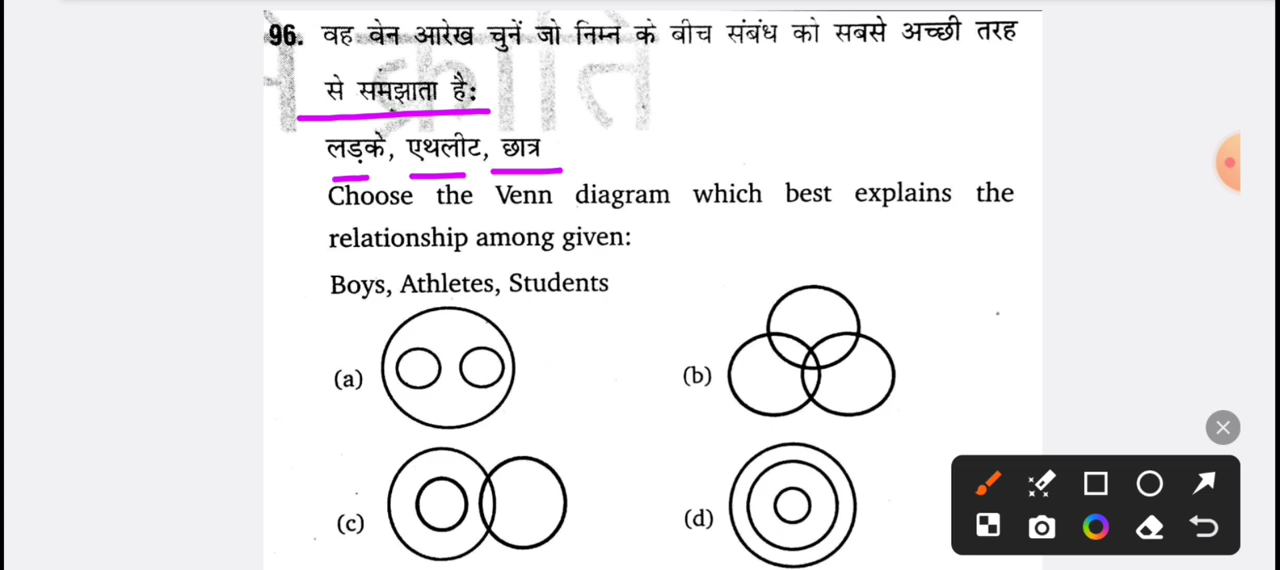 96. वह वेन आरेख चुनें जो निम्न के बीच संबंध को सबसे अच्छी तरह
से समझाता है:
लड़के, एथलीट, छात्र
Choose the Venn diagram which best explains the
relationship among given:
Boys, Athletes, Students
(a)
(b)
(c)
(d)